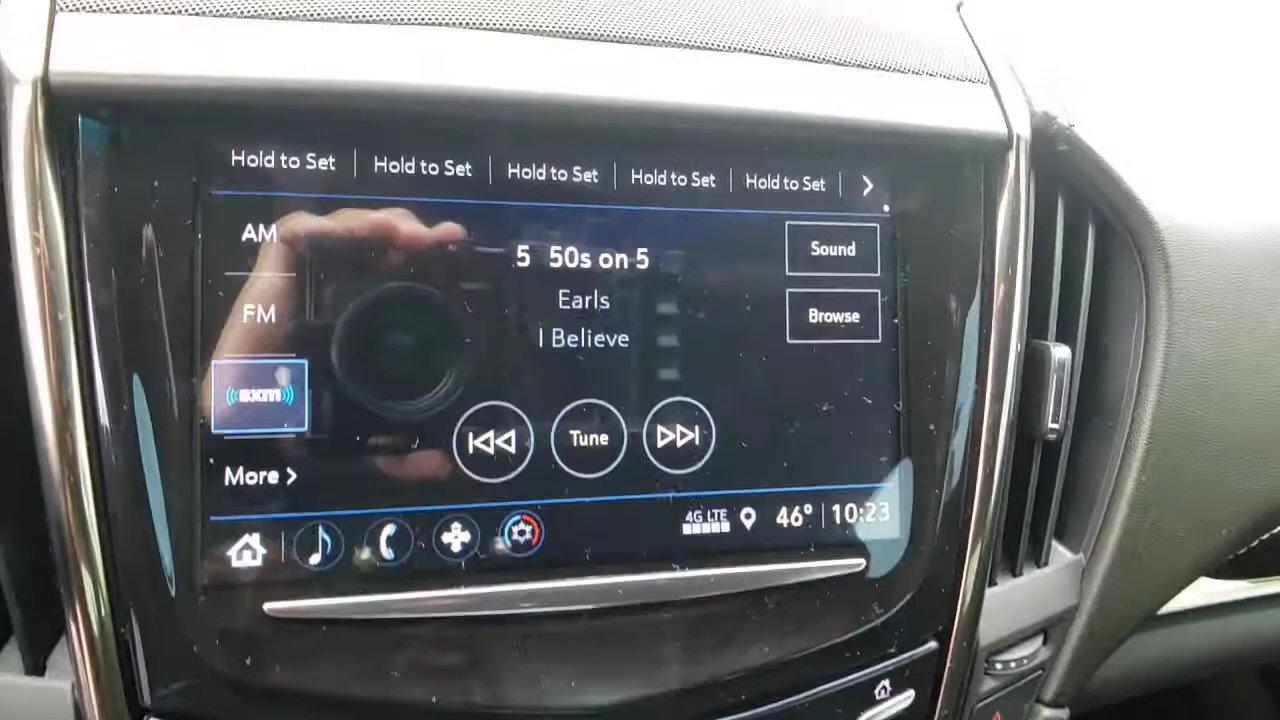 Hold to Set Hold to Set Hold to Set Hold to Set Hold to Set
AM
5 50s on 5
Sound
Earls
FM
Browse
I Believe
((sxm))
Tune
More
4G LTE
46° 10:23